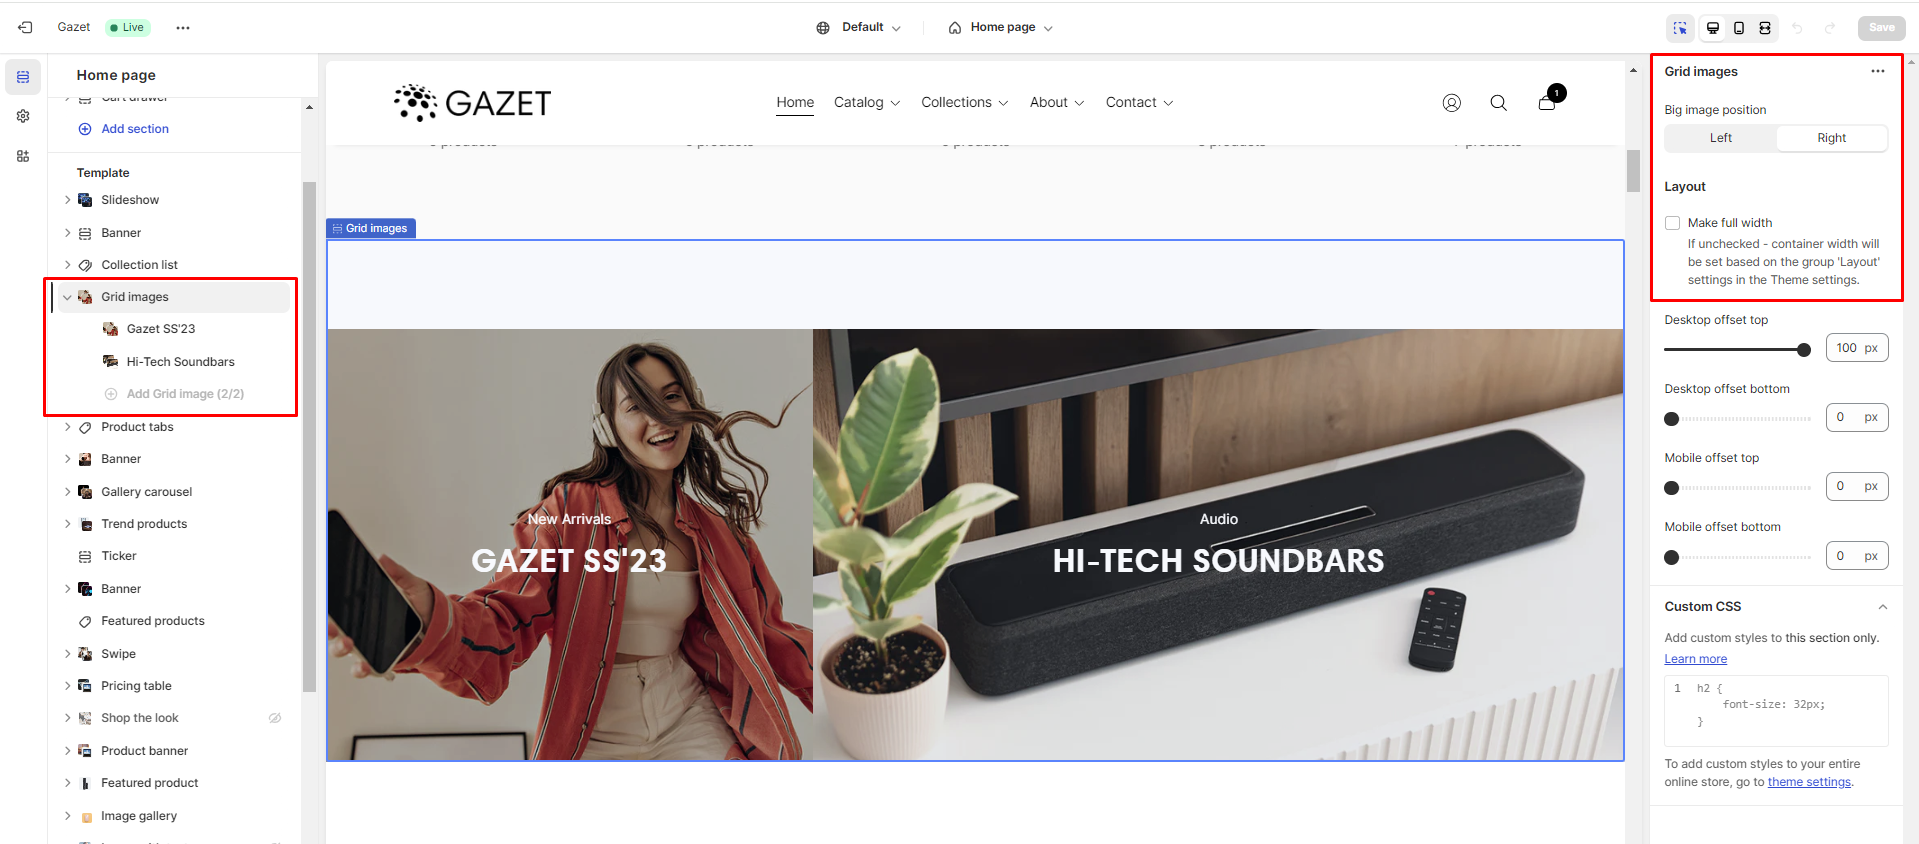 Gazet
Live
Default
Home page
Save
Home page
Cart drawer
Add section
Template
Slideshow
Banner
Collection list
Grid images
Gazet SS'23
Hi-Tech Soundbars
Add Grid image (2/2)
Product tabs
Banner
Gallery carousel
Trend products
Ticker
Banner
Featured products
Swipe
Pricing table
Shop the look
Product banner
Featured product
Image gallery
GAZET
Home
Catalog
Collections
About
Contact
1
products
products
products
products
products
Grid images
New Arrivals
GAZET SS'23
Audio
HI-TECH SOUNDBARS
Grid images
Big image position
Left
Right
Layout
Make full width
If unchecked - container width will
be set based on the group 'Layout'
settings in the Theme settings.
Desktop offset top
100 px
Desktop offset bottom
0 px
Mobile offset top
0 px
Mobile offset bottom
0 px
Custom CSS
Add custom styles to this section only.
Learn more
1 h2 {
font-size: 32px;
}
To add custom styles to your entire
online store, go to theme settings.